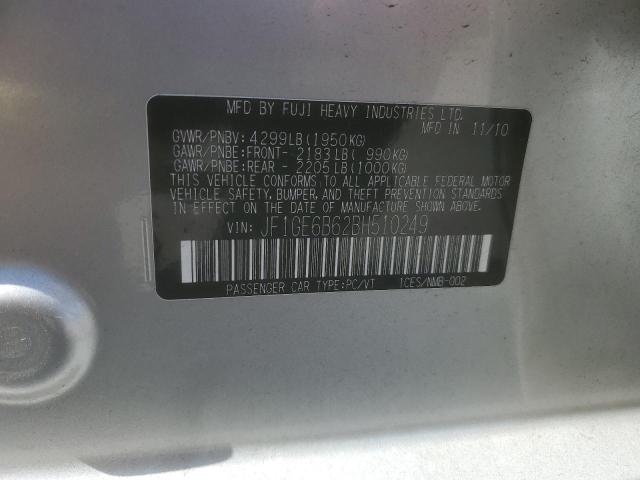 MFD BY FUJI HEAVY INDUSTRIES LTD.
MFD IN 11/10
GVWR/PNBV: 4299LB(1950KG)
GAWR/PNBE:FRONT- 2183LB( 990KG)
GAWR/PNBE:REAR - 2205LB(1000KG)
THIS VEHICLE CONFORMS TO ALL APPLICABLE FEDERAL MOTOR
VEHICLE SAFETY, BUMPER, AND THEFT PREVENTION STANDARDS
IN EFFECT ON THE DATE OF MANUFACTURE SHOWN ABOVE.
VIN: JF1GE6B62BH510249
PASSENGER CAR TYPE:PC/VT ICES/NMB-002